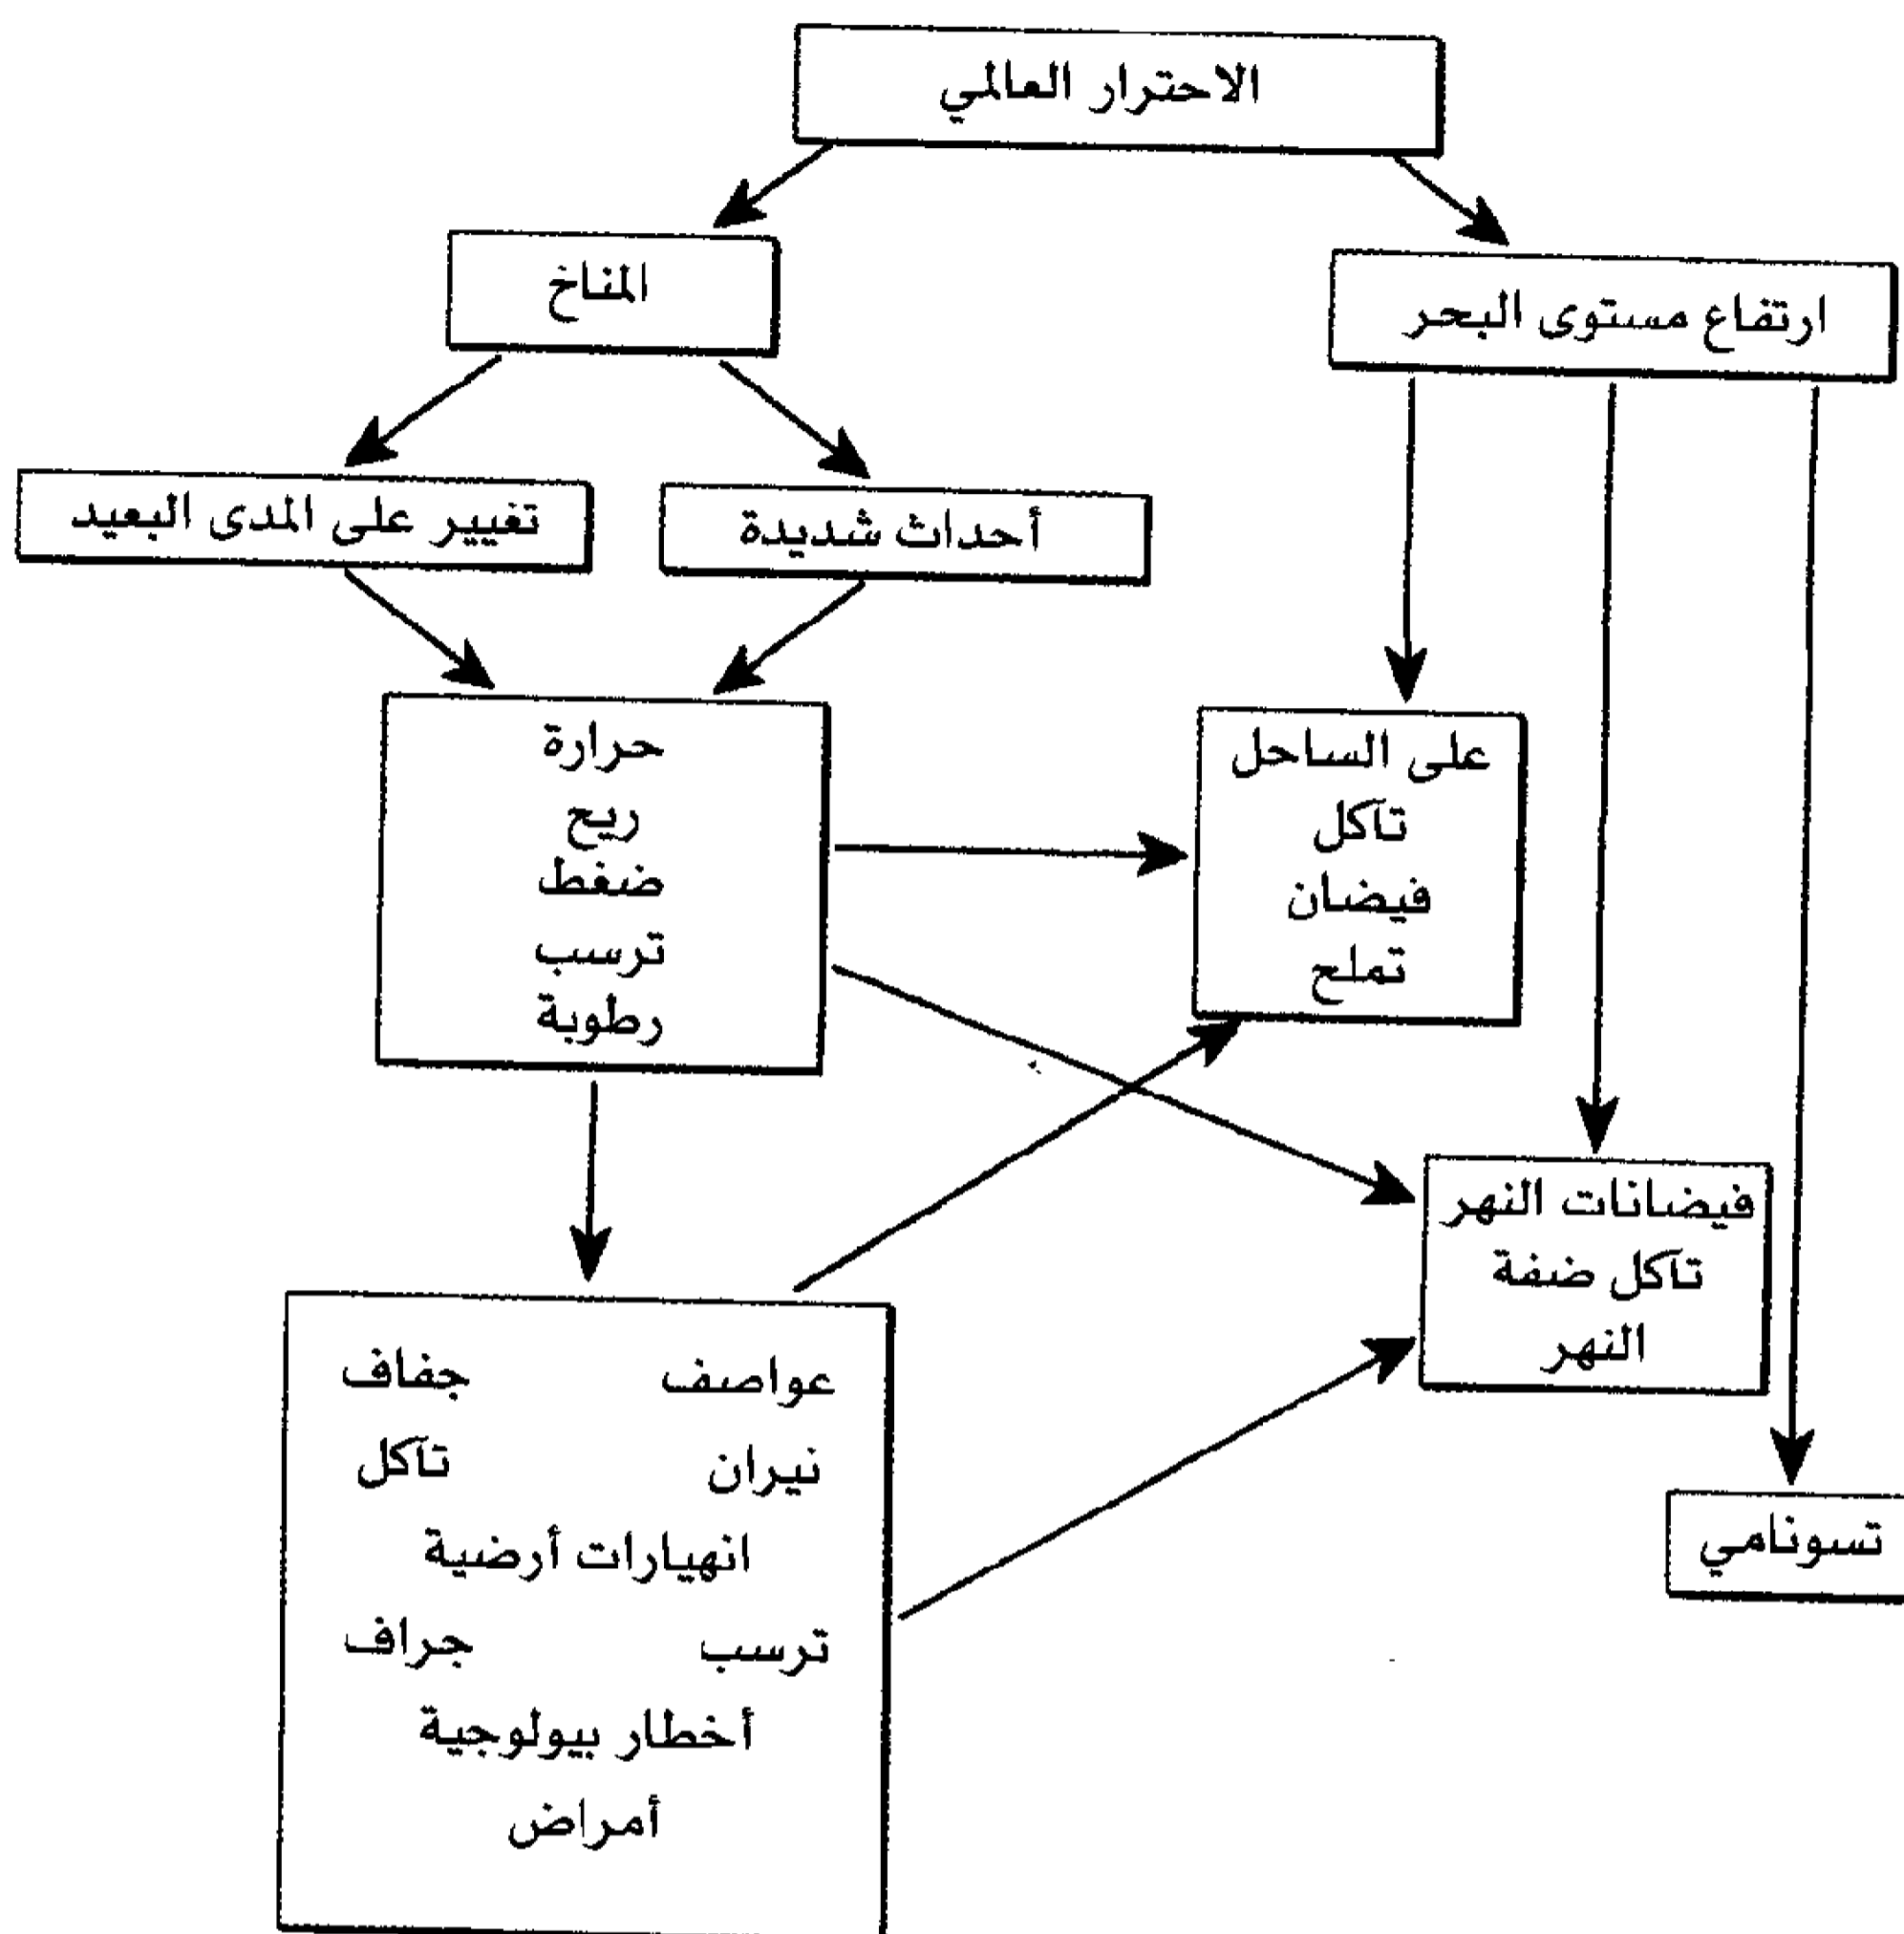 الاحترار العالمي
ارتفاع مستوى البحر
المناخ
أحداث شديدة
تغيير على المدى البعيد
حرارة
ريح
ضغط
ترسب
رطوبة
على الساحل
تآكل
فيضان
تملح
فيضانات النهر
تآكل ضفة
النهر
تسونامي
عواصف جفاف
نيران تآكل
انهيارات أرضية
ترسب جراف
أخطار بيولوجية
أمراض